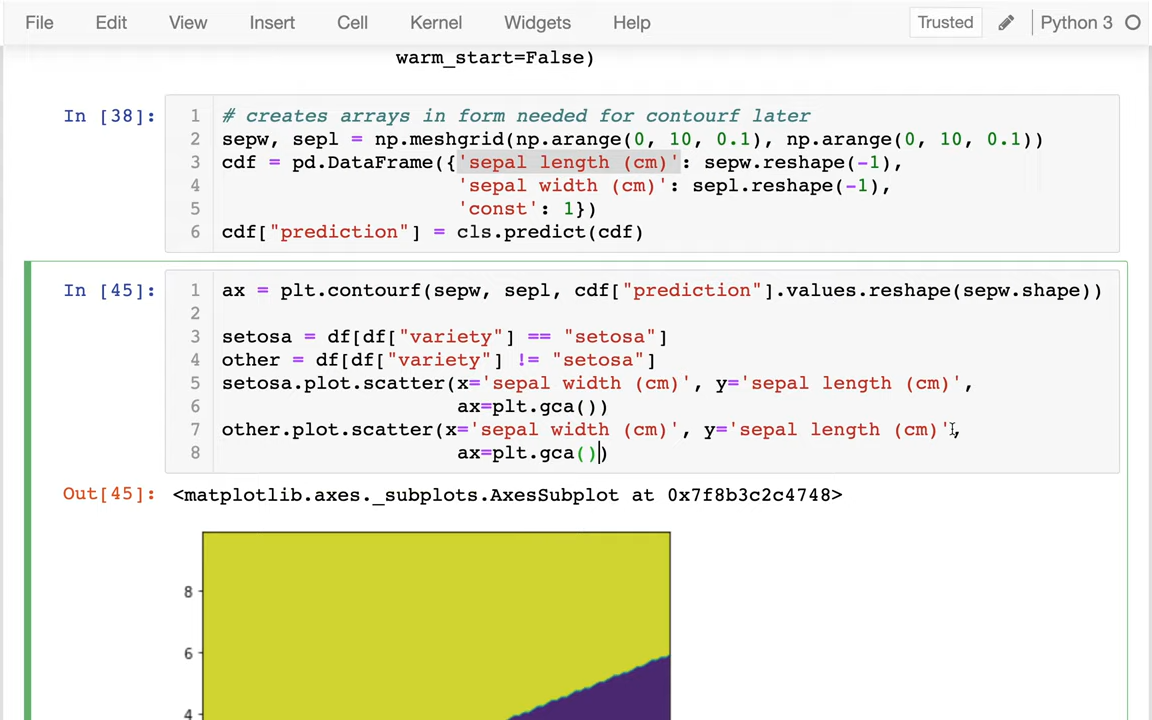 File Edit View Insert Cell Kernel Widgets Help Trusted Python 3
warm_start=False)
In [38]:
1 # creates arrays in form needed for contourf later
2 sepw, sepl = np.meshgrid(np.arange(0, 10, 0.1), np.arange(0, 10, 0.1))
3 cdf = pd.DataFrame({'sepal length (cm)': sepw.reshape(-1),
4 'sepal width (cm)': sepl.reshape(-1),
5 'const': 1})
6 cdf["prediction"] = cls.predict(cdf)
In [45]:
1 ax = plt.contourf(sepw, sepl, cdf["prediction"].values.reshape(sepw.shape))
2
3 setosa = df[df["variety"] == "setosa"]
4 other = df[df["variety"] != "setosa"]
5 setosa.plot.scatter(x='sepal width (cm)', y='sepal length (cm)',
6 ax=plt.gca())
7 other.plot.scatter(x='sepal width (cm)', y='sepal length (cm)',
8 ax=plt.gca())
Out[45]: <matplotlib.axes._subplots.AxesSubplot at 0x7f8b3c2c4748>
8
6
4